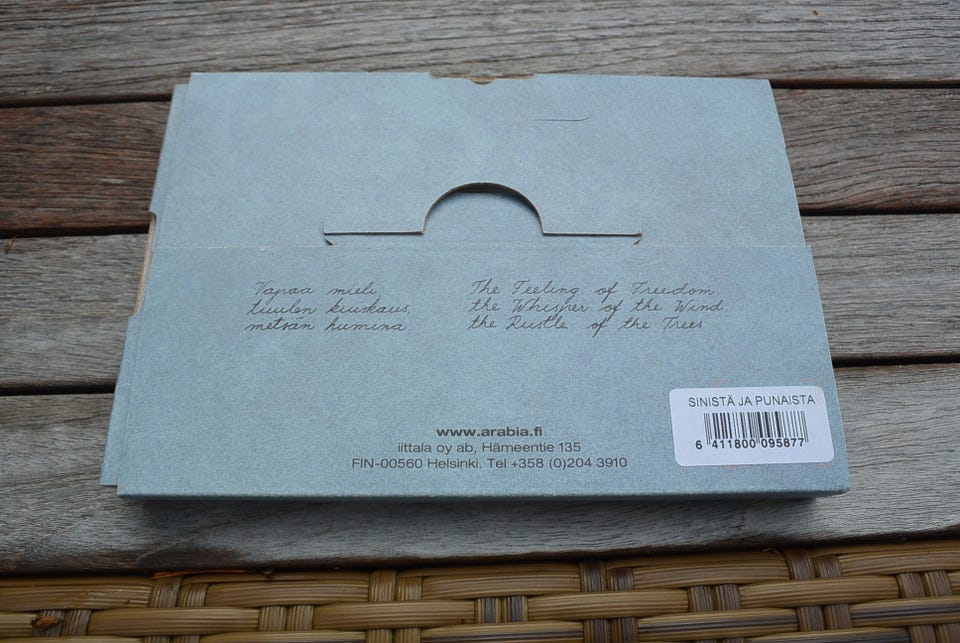 Vapaa mieli,
tuulen kuiskaus,
metsän humina
The Feeling of Freedom,
the Whisper of the Wind,
the Rustle of the Trees
www.arabia.fi
iittala oy ab, Hämeentie 135
FIN-00560 Helsinki. Tel +358 (0)204 3910
SINISTÄ JA PUNAISTA
6 411800 095877